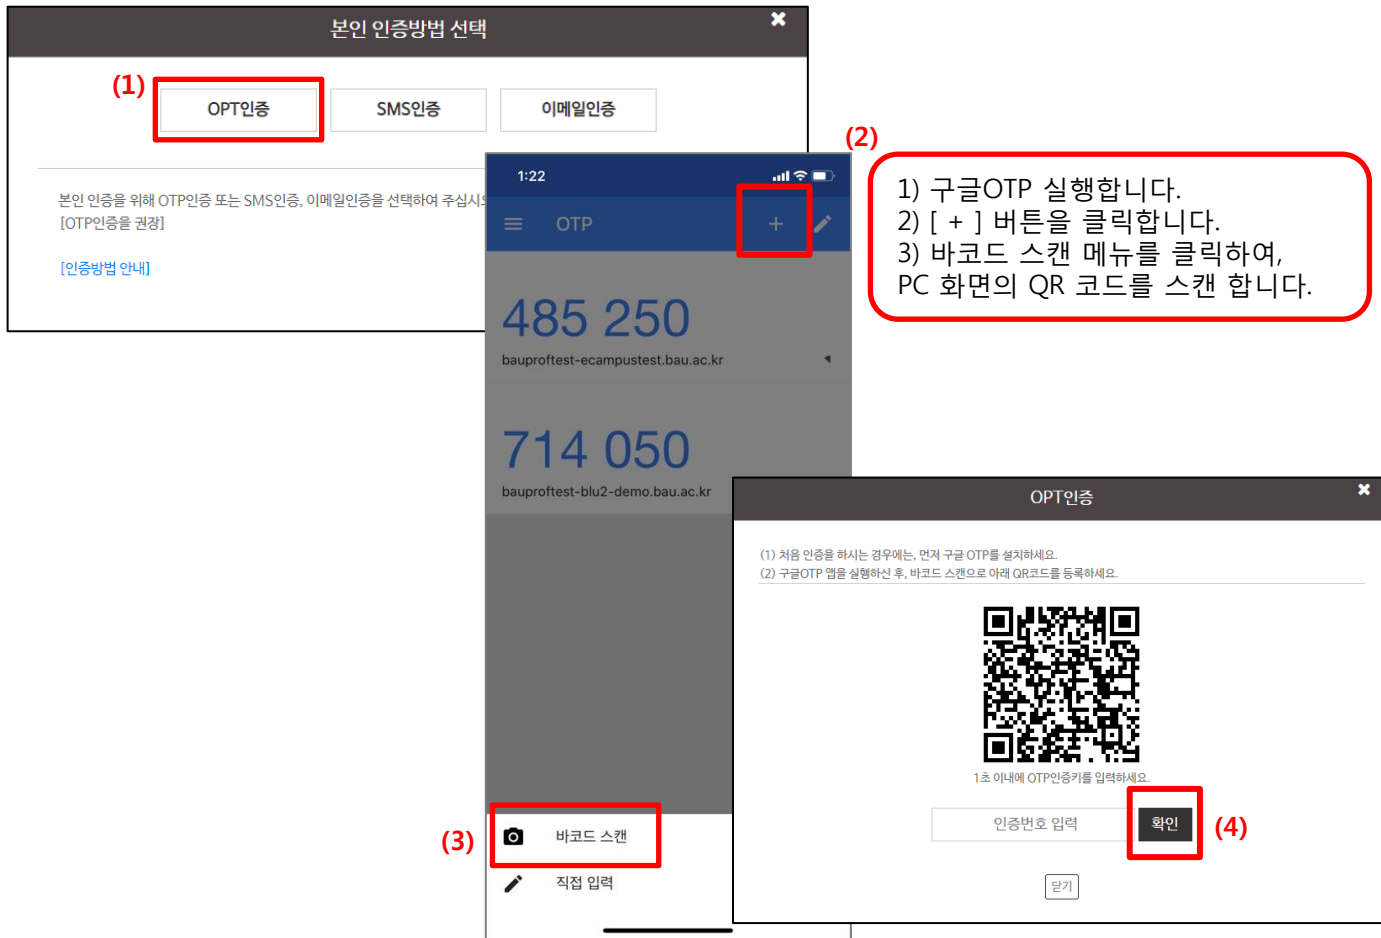 본인 인증방법 선택
(1)
OPT인증
SMS인증
이메일인증
본인 인증을 위해 OTP인증 또는 SMS인증, 이메일인증을 선택하여 주십시
[OTP인증을 권장]
[인증방법 안내]
(2)
1) 구글OTP 실행합니다.
2) [ + ] 버튼을 클릭합니다.
3) 바코드 스캔 메뉴를 클릭하여,
PC 화면의 QR 코드를 스캔 합니다.
1:22
OTP
485 250
bauproftest-ecampustest.bau.ac.kr
714 050
bauproftest-blu2-demo.bau.ac.kr
(3)
바코드 스캔
직접 입력
OPT인증
(1) 처음 인증을 하시는 경우에는, 먼저 구글 OTP를 설치하세요.
(2) 구글OTP 앱을 실행하신 후, 바코드 스캔으로 아래 QR코드를 등록하세요.
1초 이내에 OTP인증키를 입력하세요.
인증번호 입력
확인
(4)
닫기